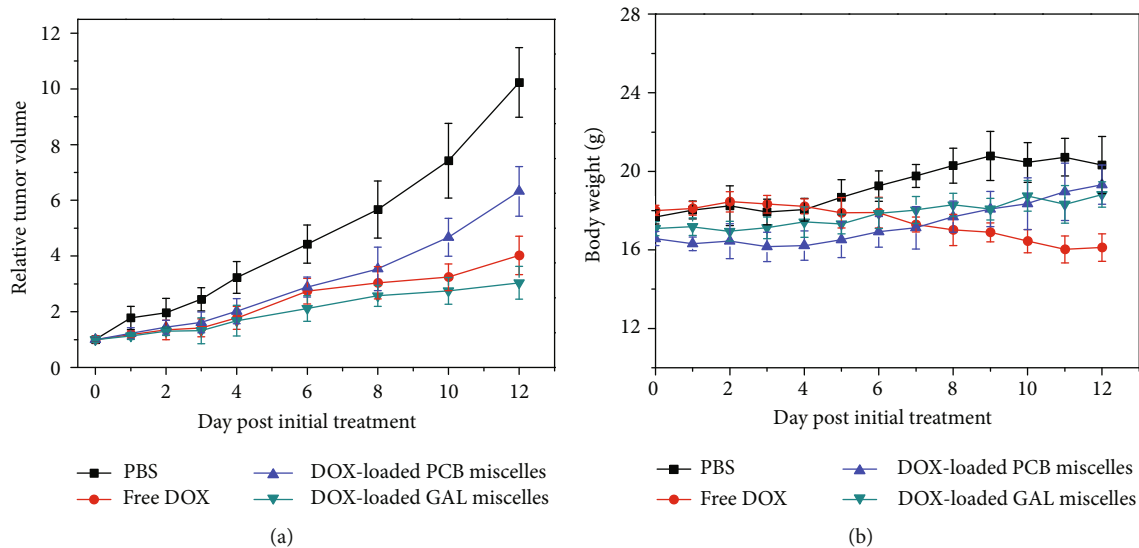 12
10
8
6
4
2
0
Relative tumor volume
0 2 4 6 8 10 12
Day post initial treatment
PBS
Free DOX
DOX-loaded PCB miscelles
DOX-loaded GAL miscelles
(a)
28
24
20
16
12
Body weight (g)
0 2 4 6 8 10 12
Day post initial treatment
PBS
Free DOX
DOX-loaded PCB miscelles
DOX-loaded GAL miscelles
(b)